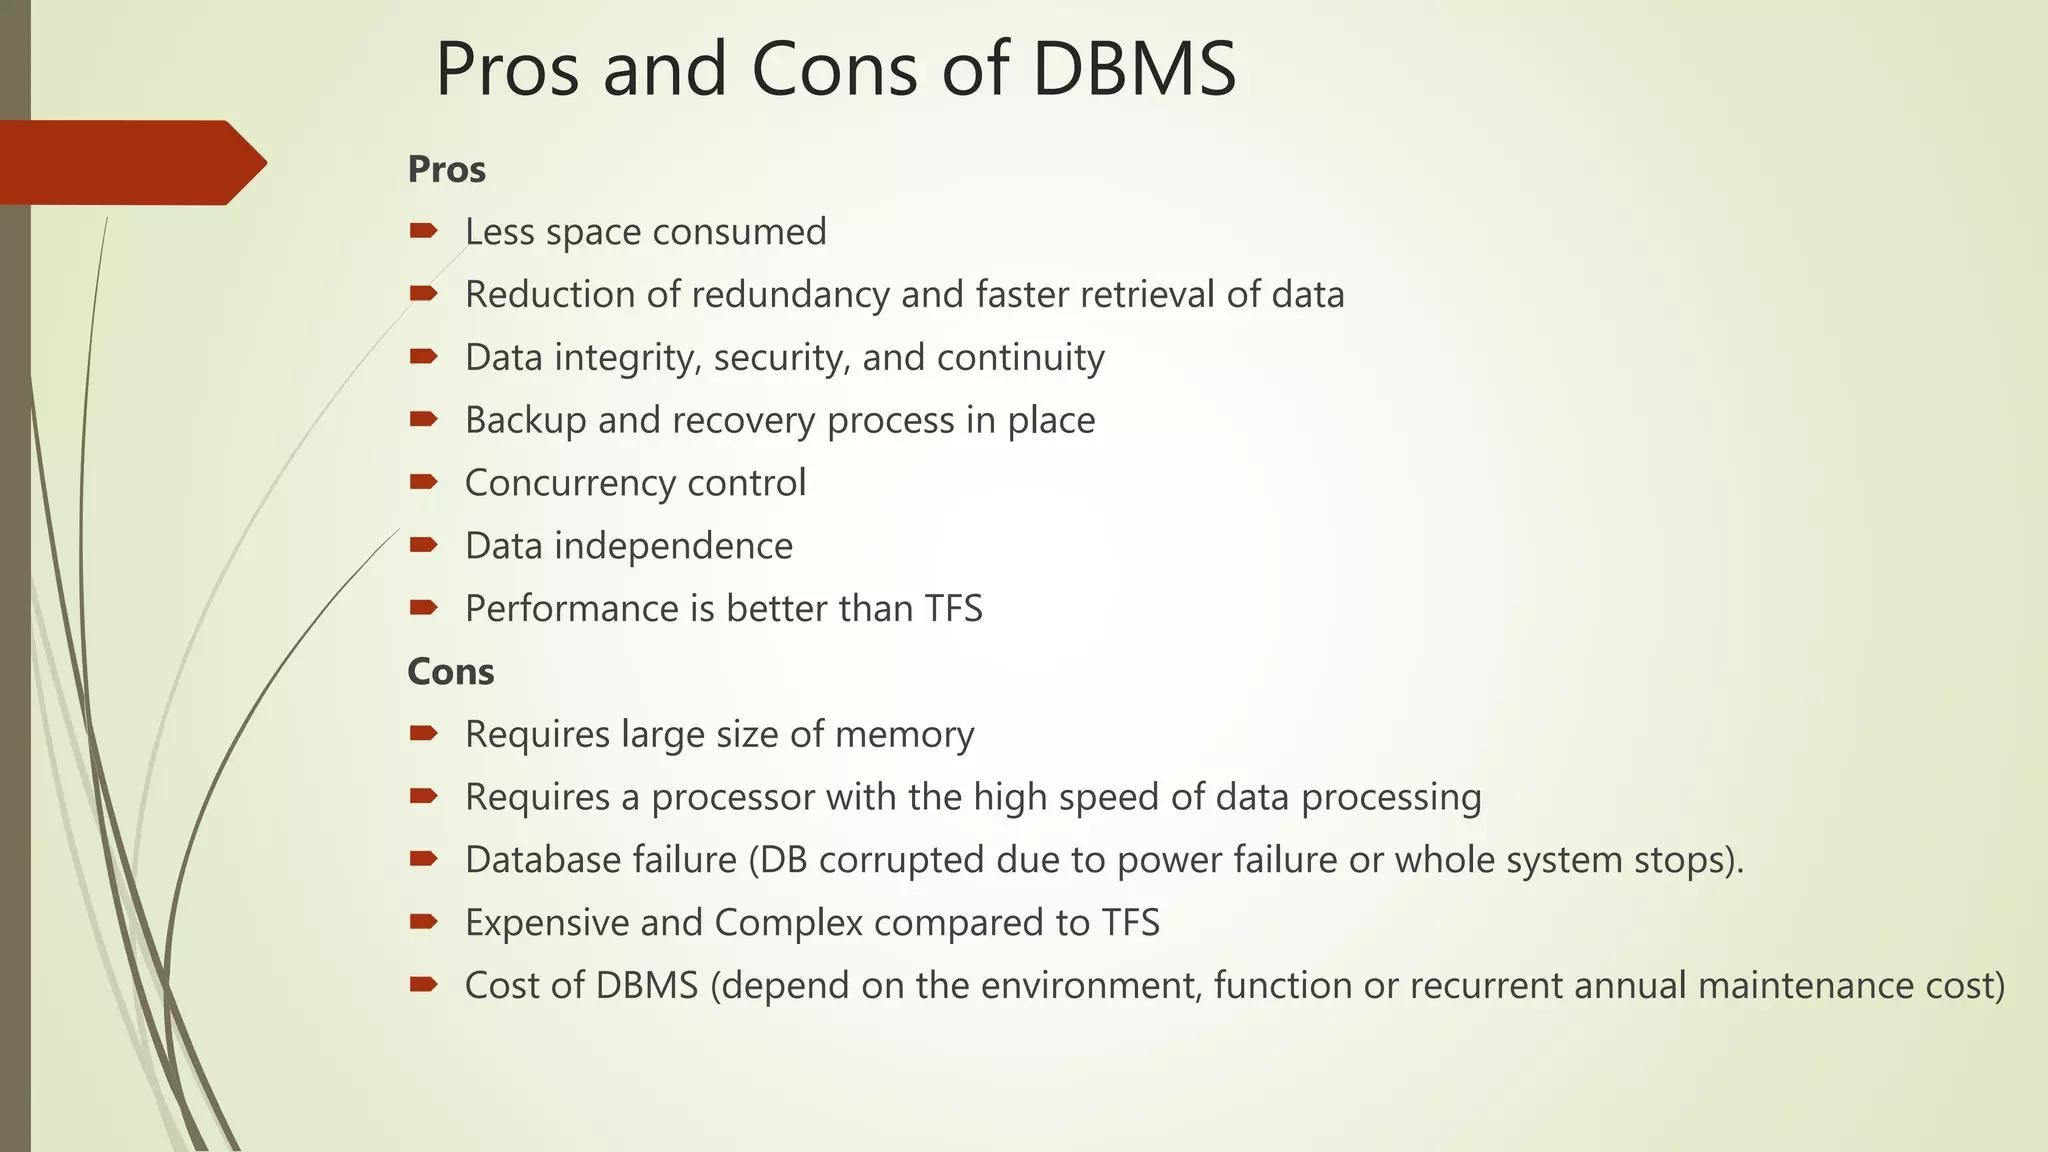 Pros and Cons of DBMS
Pros
Less space consumed
Reduction of redundancy and faster retrieval of data
Data integrity, security, and continuity
Backup and recovery process in place
Concurrency control
Data independence
Performance is better than TFS
Cons
Requires large size of memory
Requires a processor with the high speed of data processing
Database failure (DB corrupted due to power failure or whole system stops).
Expensive and Complex compared to TFS
Cost of DBMS (depend on the environment, function or recurrent annual maintenance cost)